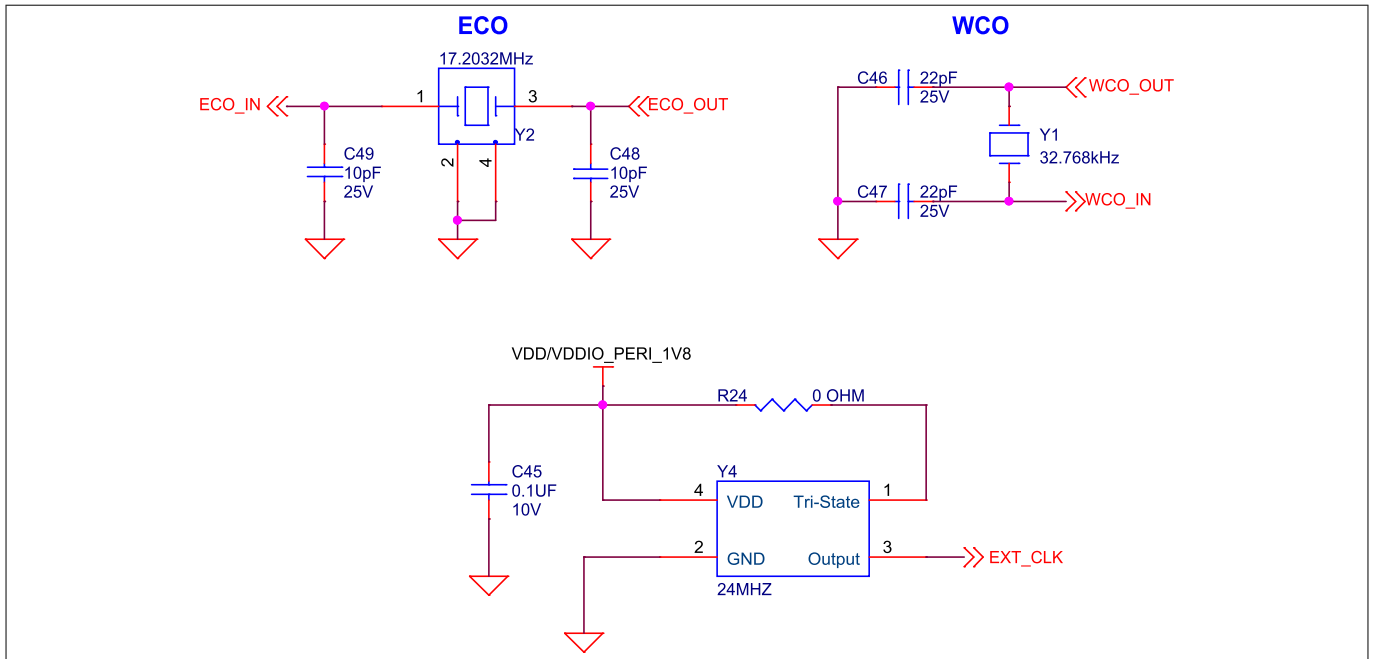 ECO
WCO
17.2032MHz
ECO_IN
1
3
ECO_OUT
Y2
2
4
C49
10pF
25V
C48
10pF
25V
C46
22pF
25V
WCO_OUT
Y1
32.768kHz
C47
22pF
25V
WCO_IN
VDD/VDDIO_PERI_1V8
R24
0 OHM
C45
0.1UF
10V
Y4
4
VDD
Tri-State
1
2
GND
Output
3
EXT_CLK
24MHZ